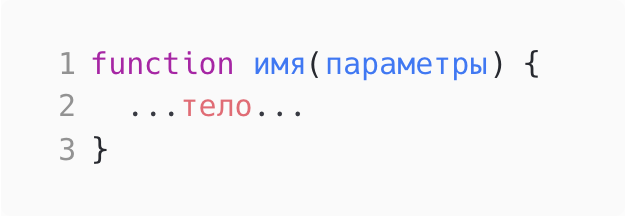 1 function имя(параметры) {
2   ...тело...
3 }